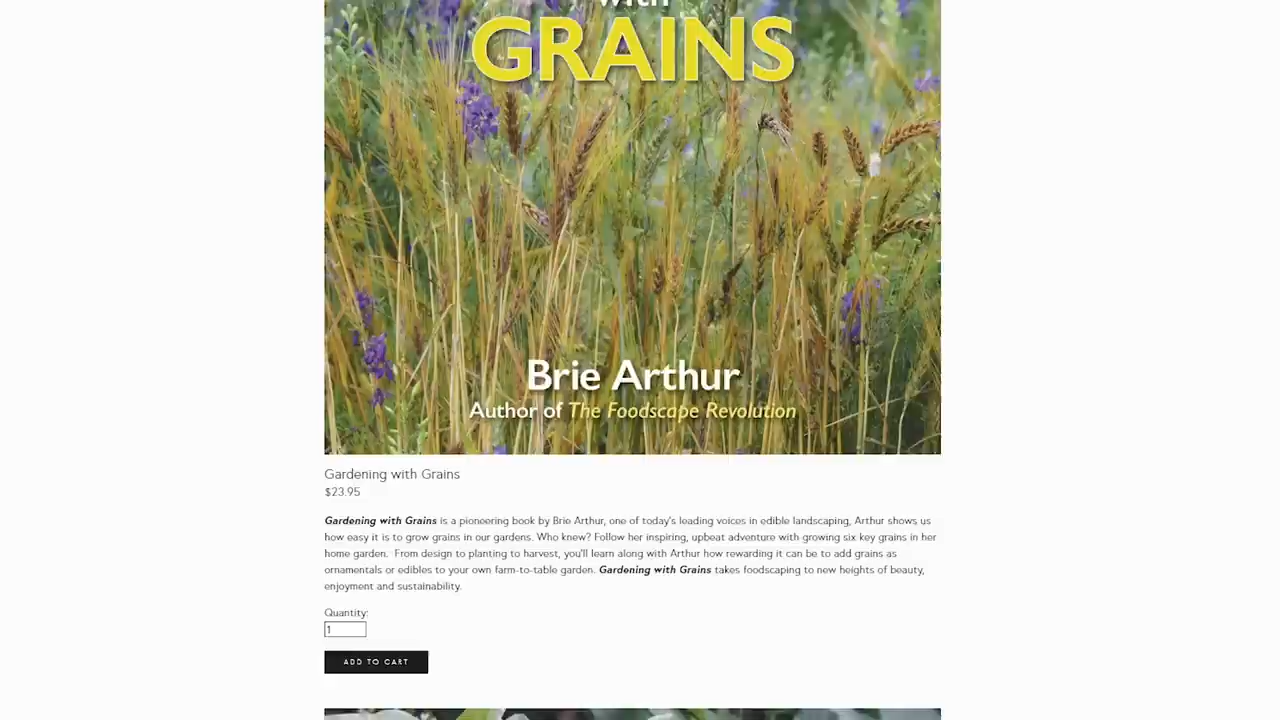 with
GRAINS
Brie Arthur
Author of The Foodscape Revolution
Gardening with Grains
$23.95
Gardening with Grains is a pioneering book by Brie Arthur, one of today's leading voices in edible landscaping, Arthur shows us
how easy it is to grow grains in our gardens. Who knew? Follow her inspiring, upbeat adventure with growing six key grains in her
home garden.  From design to planting to harvest, you'll learn along with Arthur how rewarding it can be to add grains as
ornamentals or edibles to your own farm-to-table garden. Gardening with Grains takes foodscaping to new heights of beauty,
enjoyment and sustainability.
Quantity:
1
ADD TO CART